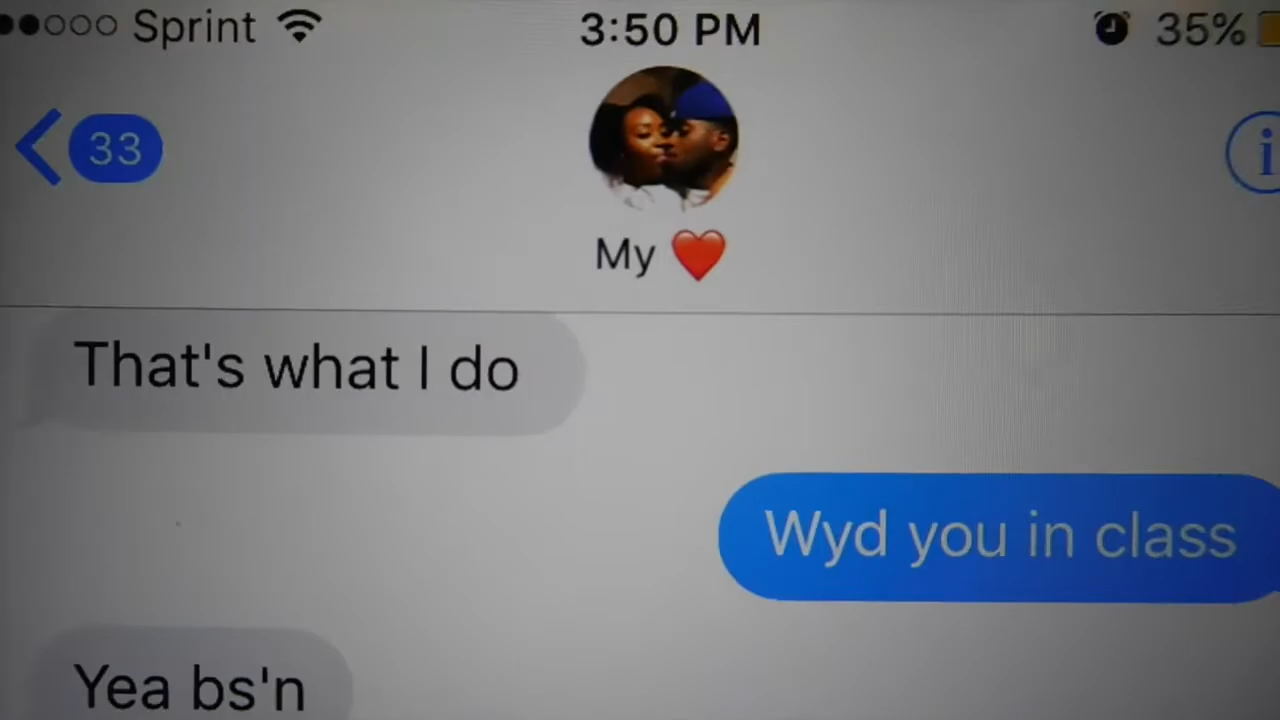 Sprint 3:50 PM 35%
33
My ❤️
That's what I do
Wyd you in class
Yea bs'n